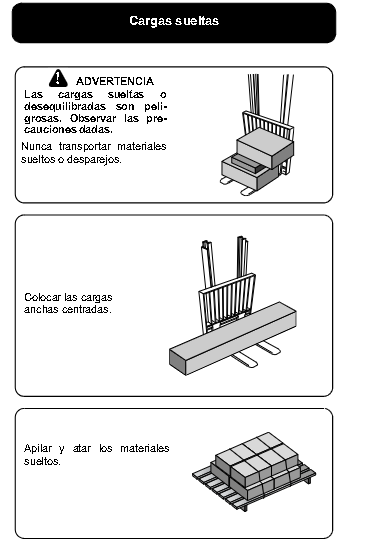 Cargas sueltas
ADVERTENCIA
Las cargas sueltas o
desequilibradas son peli-
grosas. Observar las pre-
cauciones dadas.
Nunca transportar materiales
sueltos o desparejos.
Colocar las cargas
anchas centradas.
Apilar y atar los materiales
sueltos.